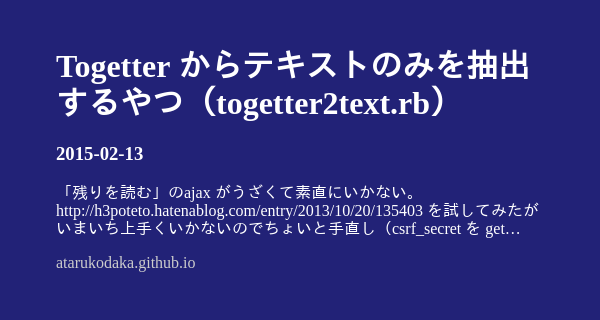 Togetter からテキストのみを抽出
するやつ（togetter2text.rb）
2015-02-13
「残りを読む」のajax がうざくて素直にいかない。
http://h3poteto.hatenablog.com/entry/2013/10/20/135403 を試してみたが
いまいち上手くいかないのでちょいと手直し（csrf_secret を get…
atarukodaka.github.io